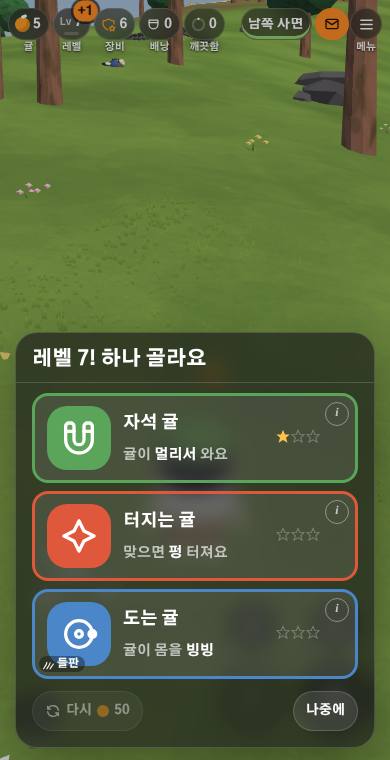 5
Lv
+1
6
0
0
남쪽 사면
귤
레벨
장비
배낭
깨끗함
메뉴
레벨 7! 하나 골라요
자석 귤
귤이 멀리서 와요
i
터지는 귤
맞으면 펑 터져요
i
도는 귤
귤이 몸을 빙빙
i
들판
다시 50
나중에